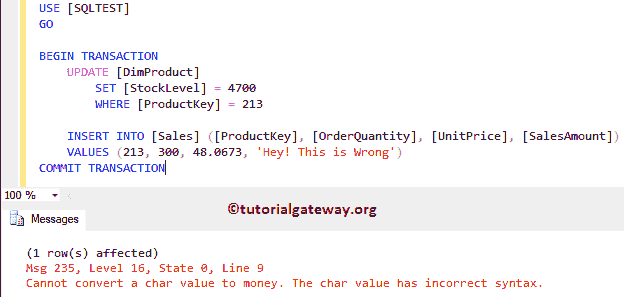 USE [SQLTEST]
GO
BEGIN TRANSACTION
UPDATE [DimProduct]
SET [StockLevel] = 4700
WHERE [ProductKey] = 213
INSERT INTO [Sales] ([ProductKey], [OrderQuantity], [UnitPrice], [SalesAmount])
VALUES (213, 300, 48.0673, 'Hey! This is Wrong')
COMMIT TRANSACTION
100 %
©tutorialgateway.org
Messages
(1 row(s) affected)
Msg 235, Level 16, State 0, Line 9
Cannot convert a char value to money. The char value has incorrect syntax.